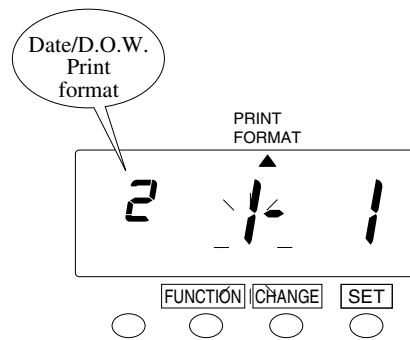 Date/D.O.W.
Print
format
PRINT
FORMAT
2 1- 1
FUNCTION CHANGE SET